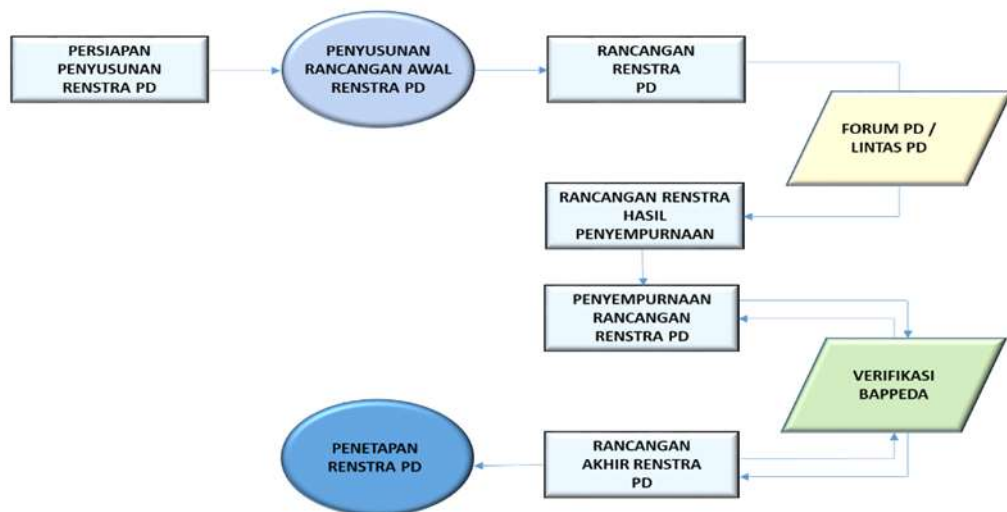 PERSIAPAN
PENYUSUNAN
RENSTRA PD
PENYUSUNAN
RANCANGAN AWAL
RENSTRA PD
RANCANGAN
RENSTRA
PD
FORUM PD /
LINTAS PD
RANCANGAN RENSTRA
HASIL
PENYEMPURNAAN
PENYEMPURNAAN
RANCANGAN
RENSTRA PD
VERIFIKASI
BAPPEDA
RANCANGAN
AKHIR RENSTRA
PD
PENETAPAN
RENSTRA PD